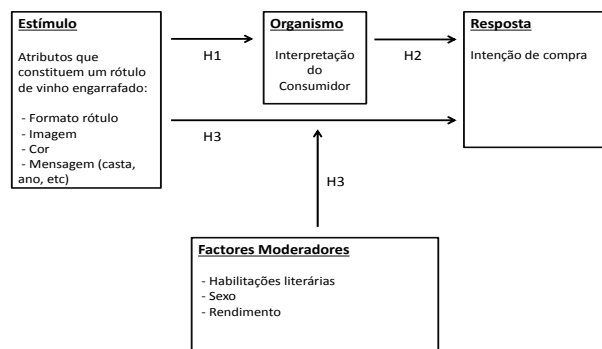 Estímulo
Atributos que
constituem um rótulo
de vinho engarrafado:
- Formato rótulo
- Imagem
- Cor
- Mensagem (casta,
ano, etc)
H1
Organismo
Interpretação
do
Consumidor
H2
Resposta
Intenção de compra
H3
H3
Factores Moderadores
- Habilitações literárias
- Sexo
- Rendimento